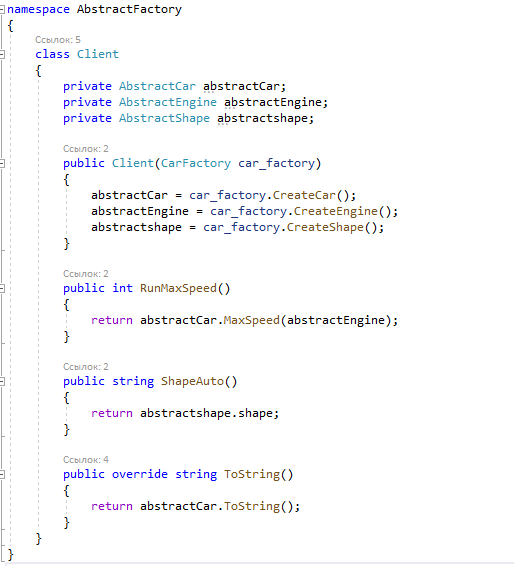 namespace AbstractFactory
{
Ссылок: 5
class Client
{
private AbstractCar abstractCar;
private AbstractEngine abstractEngine;
private AbstractShape abstractshape;
Ссылок: 2
public Client(CarFactory car_factory)
{
abstractCar = car_factory.CreateCar();
abstractEngine = car_factory.CreateEngine();
abstractshape = car_factory.CreateShape();
}
Ссылок: 2
public int RunMaxSpeed()
{
return abstractCar.MaxSpeed(abstractEngine);
}
Ссылок: 2
public string ShapeAuto()
{
return abstractshape.shape;
}
Ссылок: 4
public override string ToString()
{
return abstractCar.ToString();
}
}
}